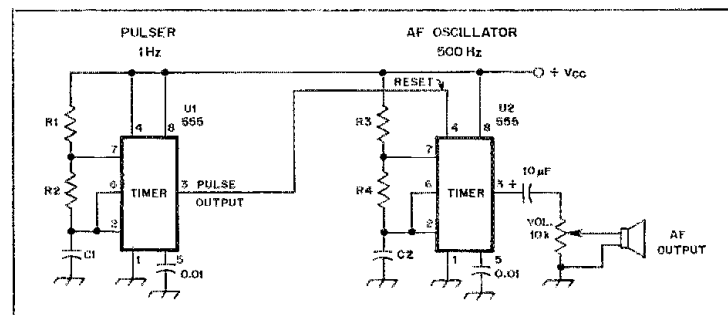 PULSER
1Hz
AF OSCILLATOR
500 Hz
+ Vcc
RESET
R1
4
8
U1
555
7
R2
6
TIMER
3
PULSE
OUTPUT
2
C1
1
5
0.01
R3
4
8
U2
555
7
R4
6
TIMER
3
+
10 µF
2
C2
1
5
0.01
VOL.
10k
AF
OUTPUT